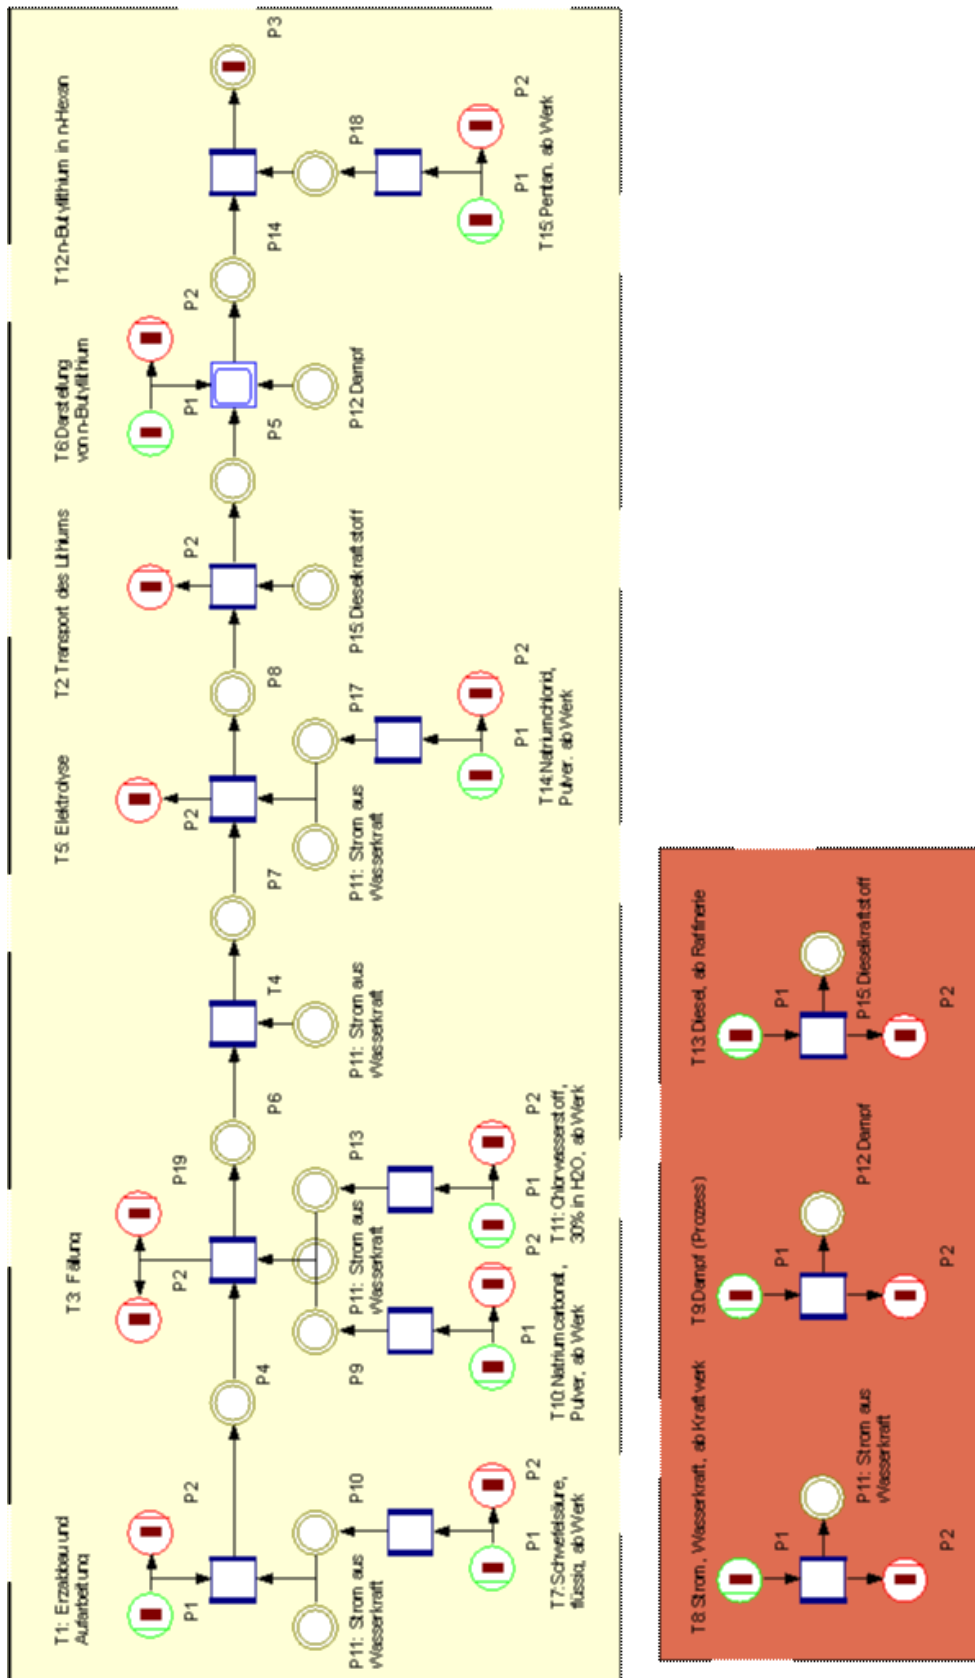 T1: Erzabbau und
Aufarbeitung
T3: Fällung
T5: Elektrolyse
T2: Transport des Lithiums
T6:Darstellung
von n-Butyllithium
T12:n-Butyllithium in n-Hexan
P1
P2
P2
P19
P2
P2
P1
P2
P3
P4
P6
T4
P7
P8
P5
P14
P11: Strom aus
Wasserkraft
P10
P9
P11: Strom aus
Wasserkraft
P13
P11: Strom aus
Wasserkraft
P11: Strom aus
Wasserkraft
P17
P15:Dieselkraftstoff
P12:Dampf
P18
P1
P2
P1
P2
P1
P2
P1
P2
P1
P2
T7:Schwefelsäure,
flüssig, ab Werk
T10:Natriumcarbonat,
Pulver, ab Werk
T11: Chlorwasserstoff,
30% in H2O, ab Werk
T14:Natriumchlorid,
Pulver, ab Werk
T15:Pentan, ab Werk
T8:Strom, Wasserkraft, ab Kraftwerk
T9:Dampf (Prozess)
T13:Diesel, ab Raffinerie
P1
P1
P1
P11: Strom aus
Wasserkraft
P12:Dampf
P15:Dieselkraftstoff
P2
P2
P2